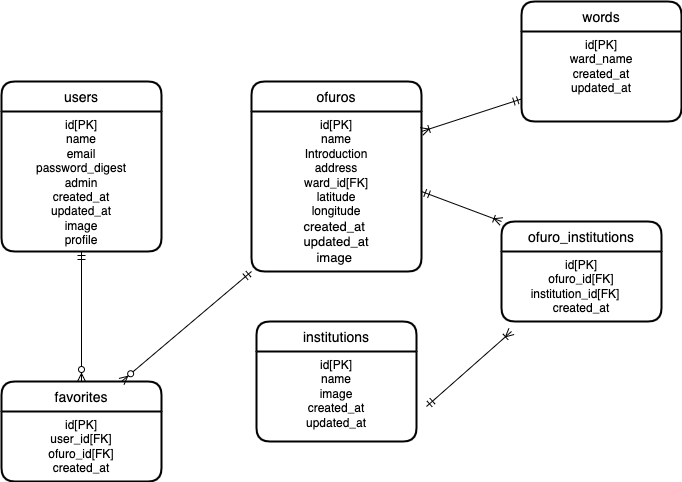 words
id[PK]
ward_name
created_at
updated_at
users
id[PK]
name
email
password_digest
admin
created_at
updated_at
image
profile
ofuros
id[PK]
name
Introduction
address
ward_id[FK]
latitude
longitude
created_at
updated_at
image
ofuro_institutions
id[PK]
ofuro_id[FK]
institution_id[FK]
created_at
institutions
id[PK]
name
image
created_at
updated_at
favorites
id[PK]
user_id[FK]
ofuro_id[FK]
created_at